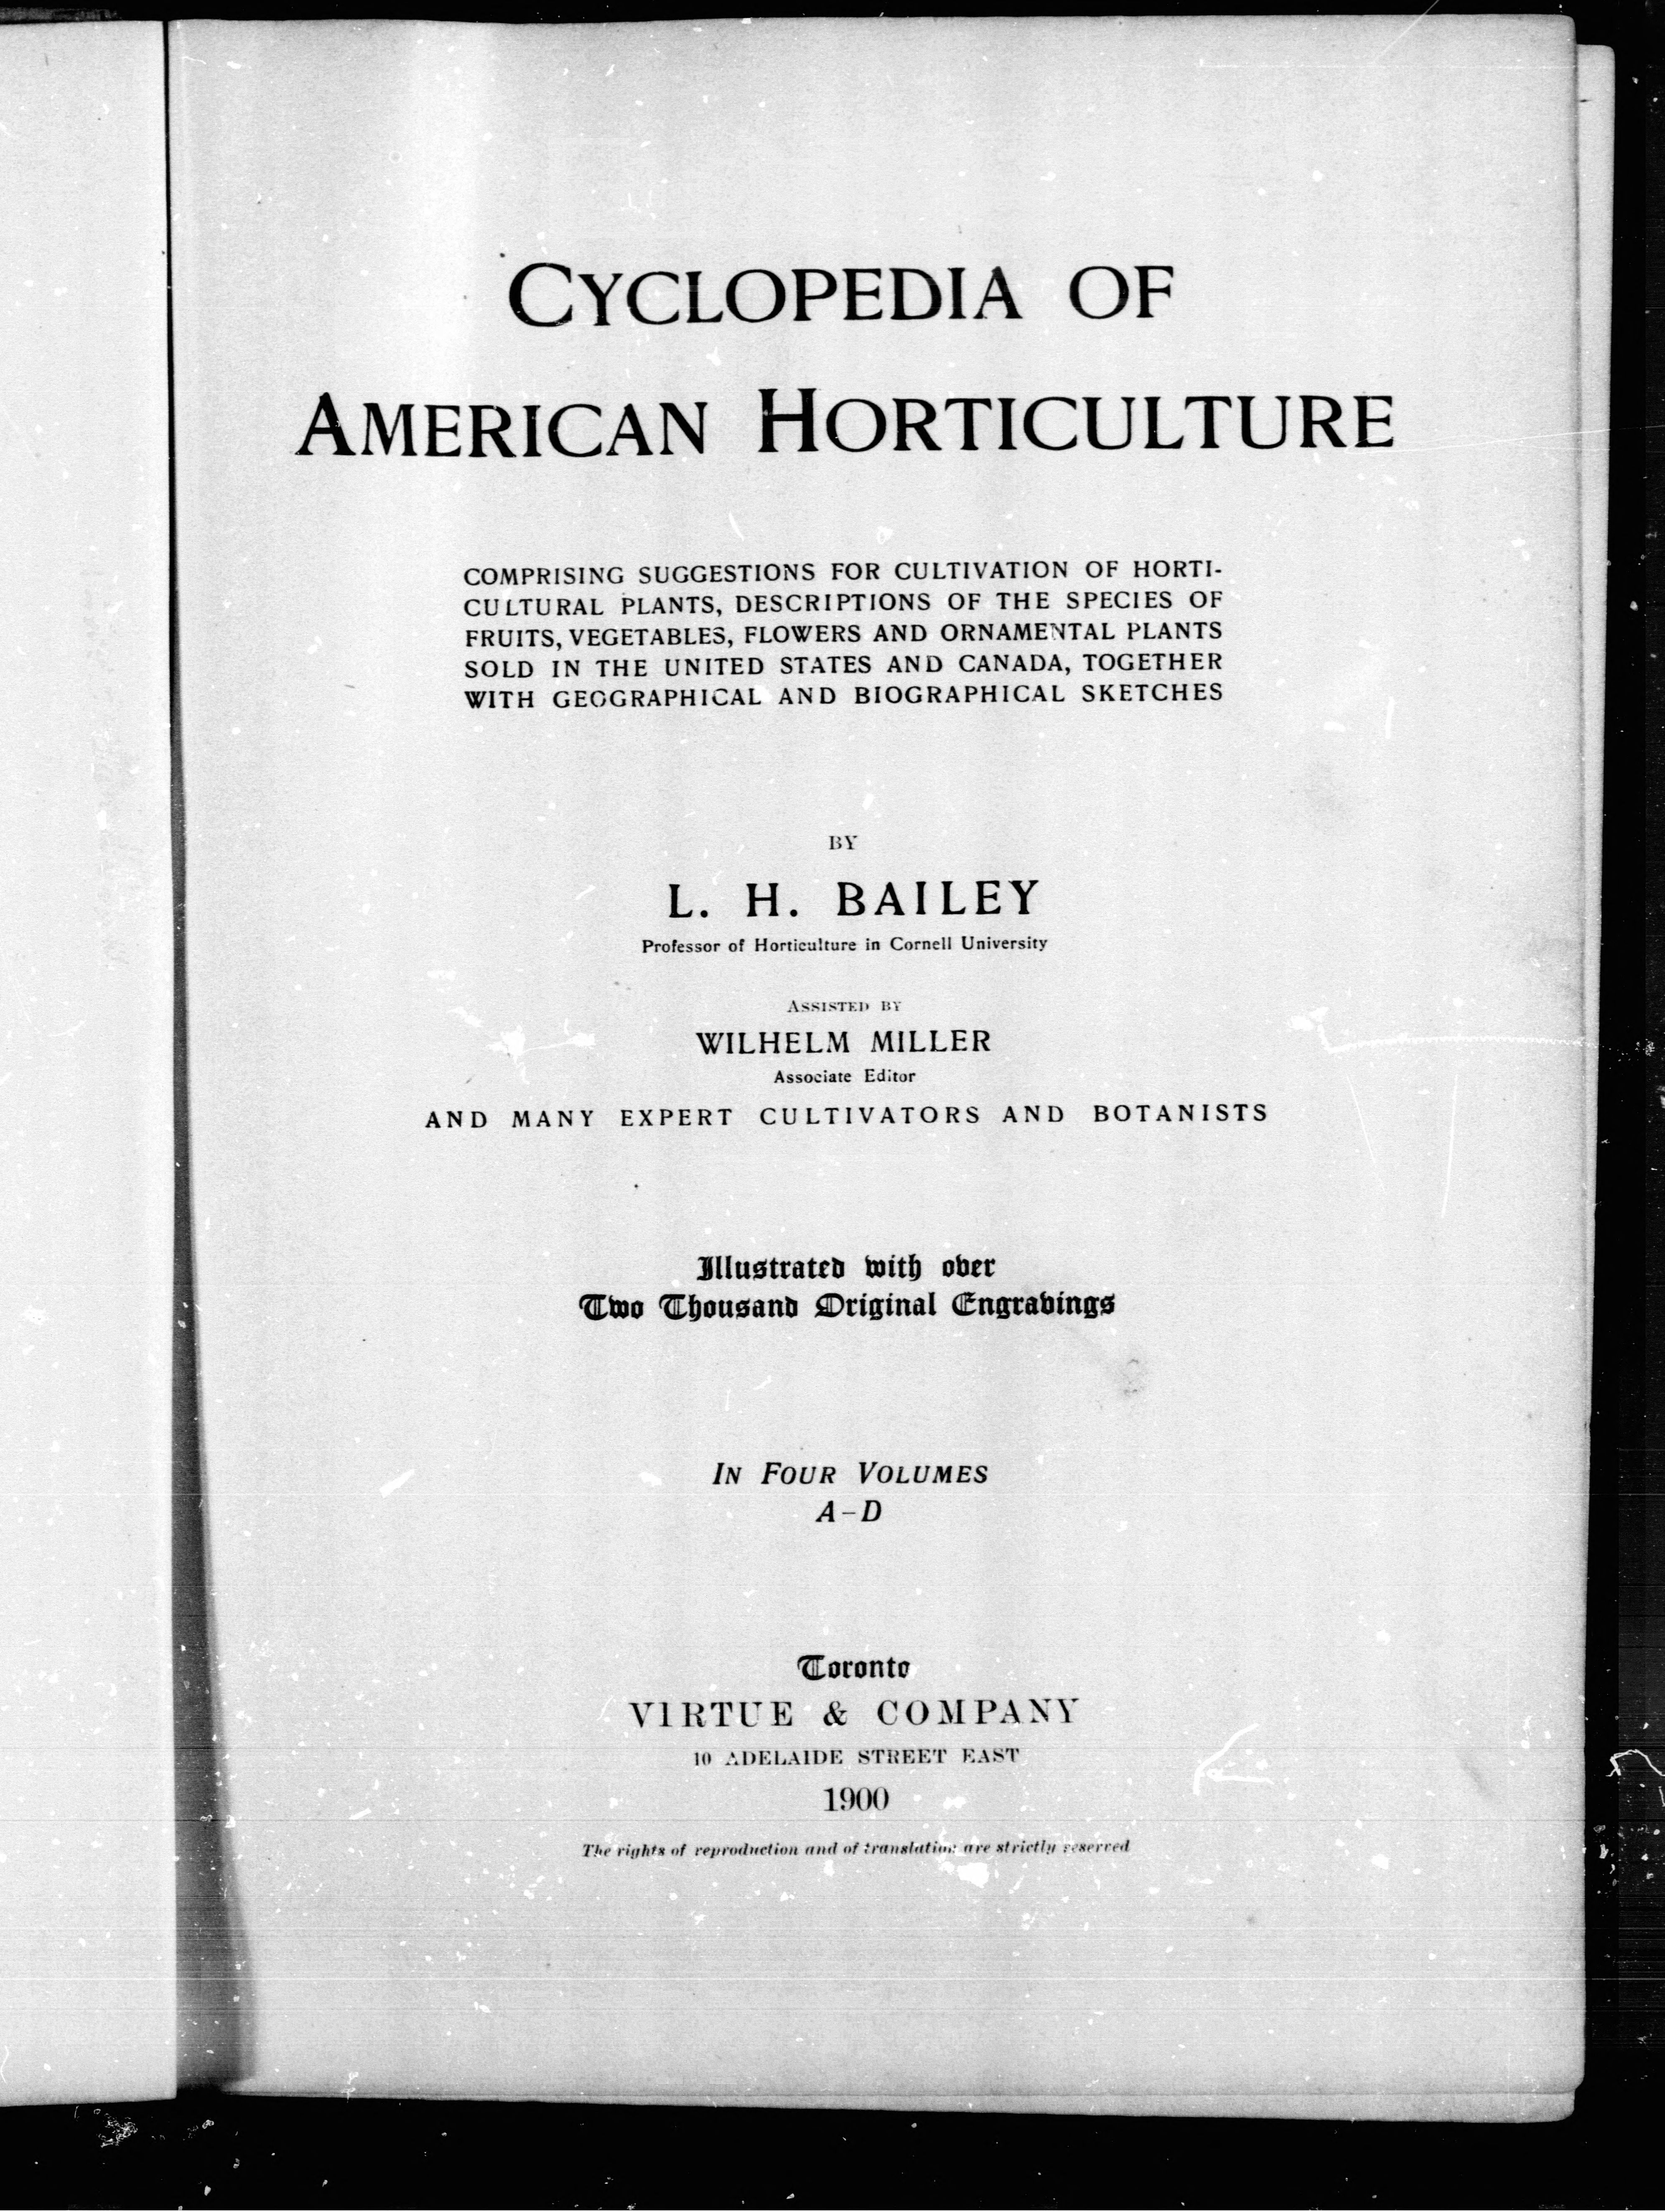 CYCLOPEDIA OF
AMERICAN HORTICULTURE
COMPRISING SUGGESTIONS FOR CULTIVATION OF HORTI-
CULTURAL PLANTS, DESCRIPTIONS OF THE SPECIES OF
FRUITS, VEGETABLES, FLOWERS AND ORNAMENTAL PLANTS
SOLD IN THE UNITED STATES AND CANADA, TOGETHER
WITH GEOGRAPHICAL AND BIOGRAPHICAL SKETCHES
BY
L. H. BAILEY
Professor of Horticulture in Cornell University
ASSISTED BY
WILHELM MILLER
Associate Editor
AND MANY EXPERT CULTIVATORS AND BOTANISTS
Illustrated with over
Two Thousand Original Engravings
IN FOUR VOLUMES
A–D
Toronto
VIRTUE & COMPANY
10 ADELAIDE STREET EAST
1900
The rights of reproduction and of translation are strictly reserved